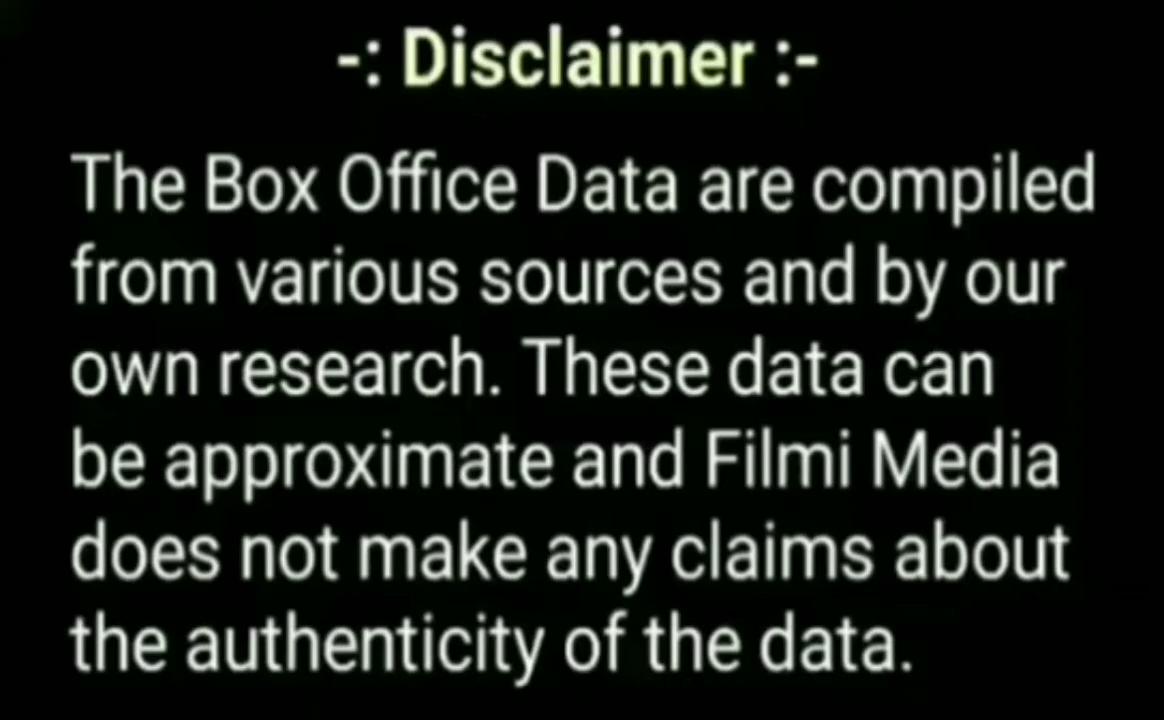 -: Disclaimer :-
The Box Office Data are compiled
from various sources and by our
own research. These data can
be approximate and Filmi Media
does not make any claims about
the authenticity of the data.